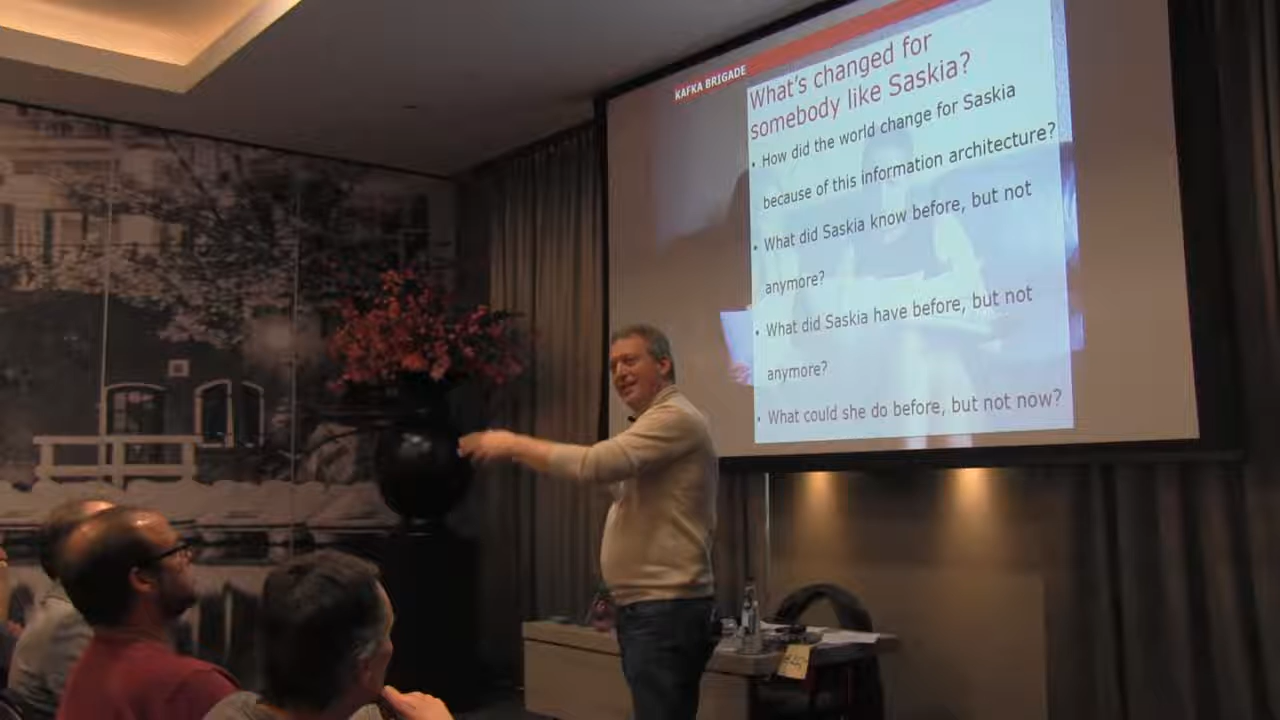 KAFKA BRIGADE
What's changed for
somebody like Saskia?
• How did the world change for Saskia
because of this information architecture?
• What did Saskia know before, but not
anymore?
• What did Saskia have before, but not
anymore?
• What could she do before, but not now?